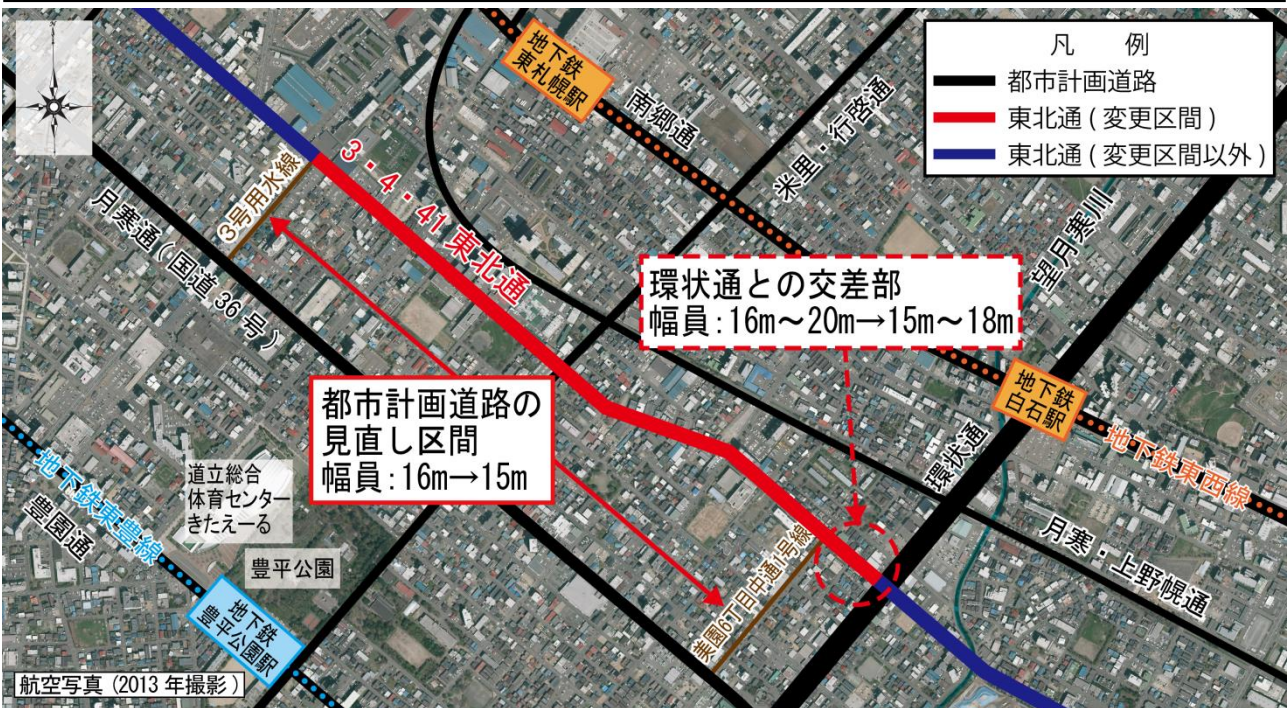 凡　例
都市計画道路
東北通(変更区間)
東北通(変更区間以外)
地下鉄
東札幌駅
南郷通
米里・行啓通
望月寒川
3・4・41 東北通
3号用水線
月寒通(国道36号)
環状通との交差部
幅員:16m～20m→15m～18m
都市計画道路の
見直し区間
幅員:16m→15m
地下鉄
白石駅
地下鉄東西線
環状通
月寒・上野幌通
道立総合
体育センター
きたえーる
地下鉄東豊線
豊園通
豊平公園
地下鉄
豊平公園駅
美園6丁目中通1号線
航空写真(2013年撮影)